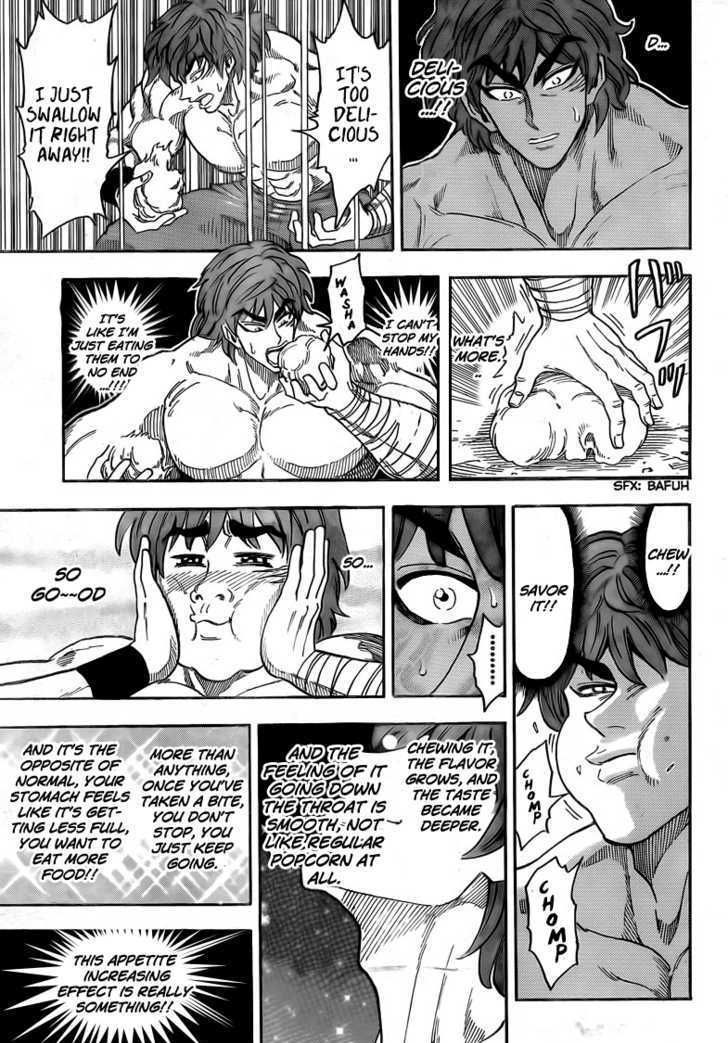 D...
DELI-
CIOUS
....!!
IT'S
TOO
DELI-
CIOUS
...
I JUST
SWALLOW
IT RIGHT
AWAY!!
WHAT'S
MORE.
SFX: BAFUH
I CAN'T
STOP MY
HANDS!!
WASHA
IT'S
LIKE I'M
JUST EATING
THEM TO
NO END
...!!!!
CHEW
....!!
SAVOR
IT!!
CHOMP
CHOMP
SO...
SO
GO~~OD
CHEWING IT,
THE FLAVOR
GROWS, AND
THE TASTE
BECAME
DEEPER.
AND THE
FEELING OF IT
GOING DOWN
THE THROAT IS
SMOOTH, NOT
LIKE REGULAR
POPCORN AT
ALL.
MORE THAN
ANYTHING,
ONCE YOU'VE
TAKEN A BITE,
YOU DON'T
STOP, YOU
JUST KEEP
GOING.
AND IT'S THE
OPPOSITE OF
NORMAL, YOUR
STOMACH FEELS
LIKE IT'S GET-
TING LESS FULL,
YOU WANT TO
EAT MORE
FOOD!!
THIS APPETITE
INCREASING
EFFECT IS REALLY
SOMETHING!!